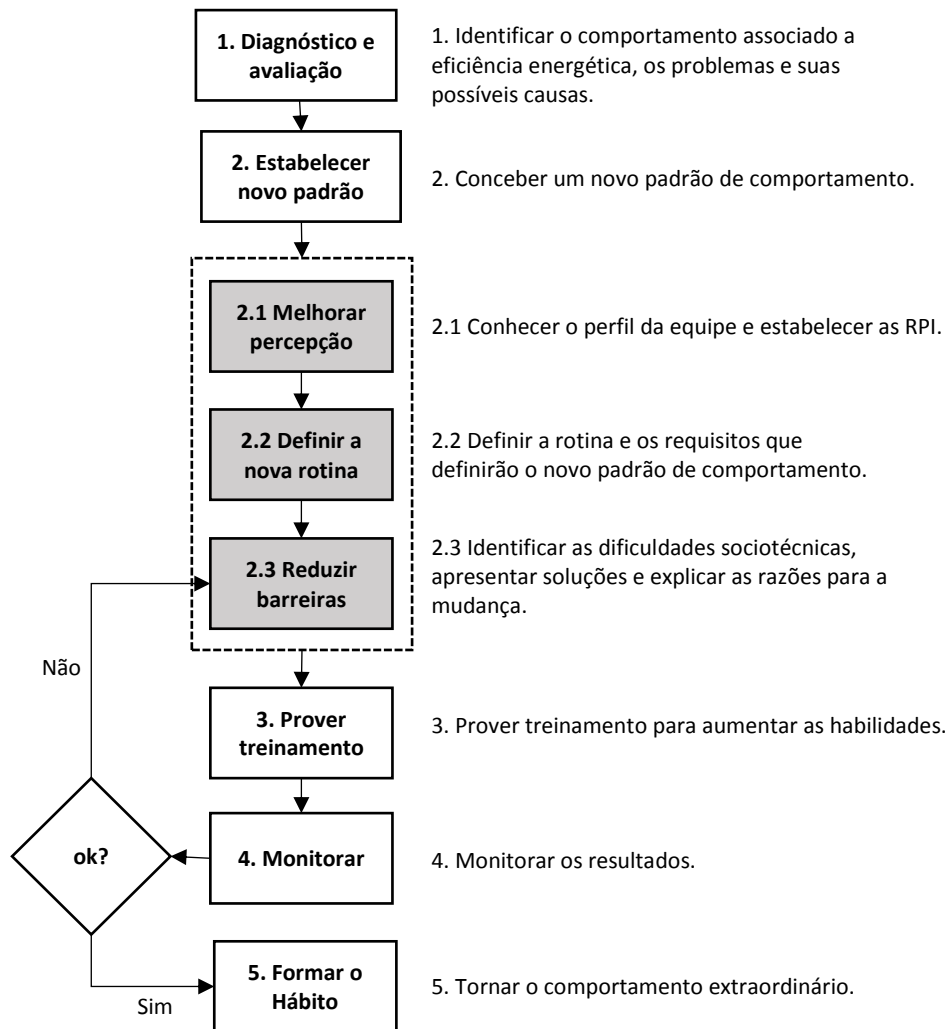 1. Diagnóstico e
avaliação
1. Identificar o comportamento associado a
eficiência energética, os problemas e suas
possíveis causas.
2. Estabelecer
novo padrão
2. Conceber um novo padrão de comportamento.
2.1 Melhorar
percepção
2.1 Conhecer o perfil da equipe e estabelecer as RPI.
2.2 Definir a
nova rotina
2.2 Definir a rotina e os requisitos que
definirão o novo padrão de comportamento.
2.3 Reduzir
barreiras
2.3 Identificar as dificuldades sociotécnicas,
apresentar soluções e explicar as razões para a
mudança.
Não
3. Prover
treinamento
3. Prover treinamento para aumentar as habilidades.
ok?
4. Monitorar
4. Monitorar os resultados.
Sim
5. Formar o
Hábito
5. Tornar o comportamento extraordinário.